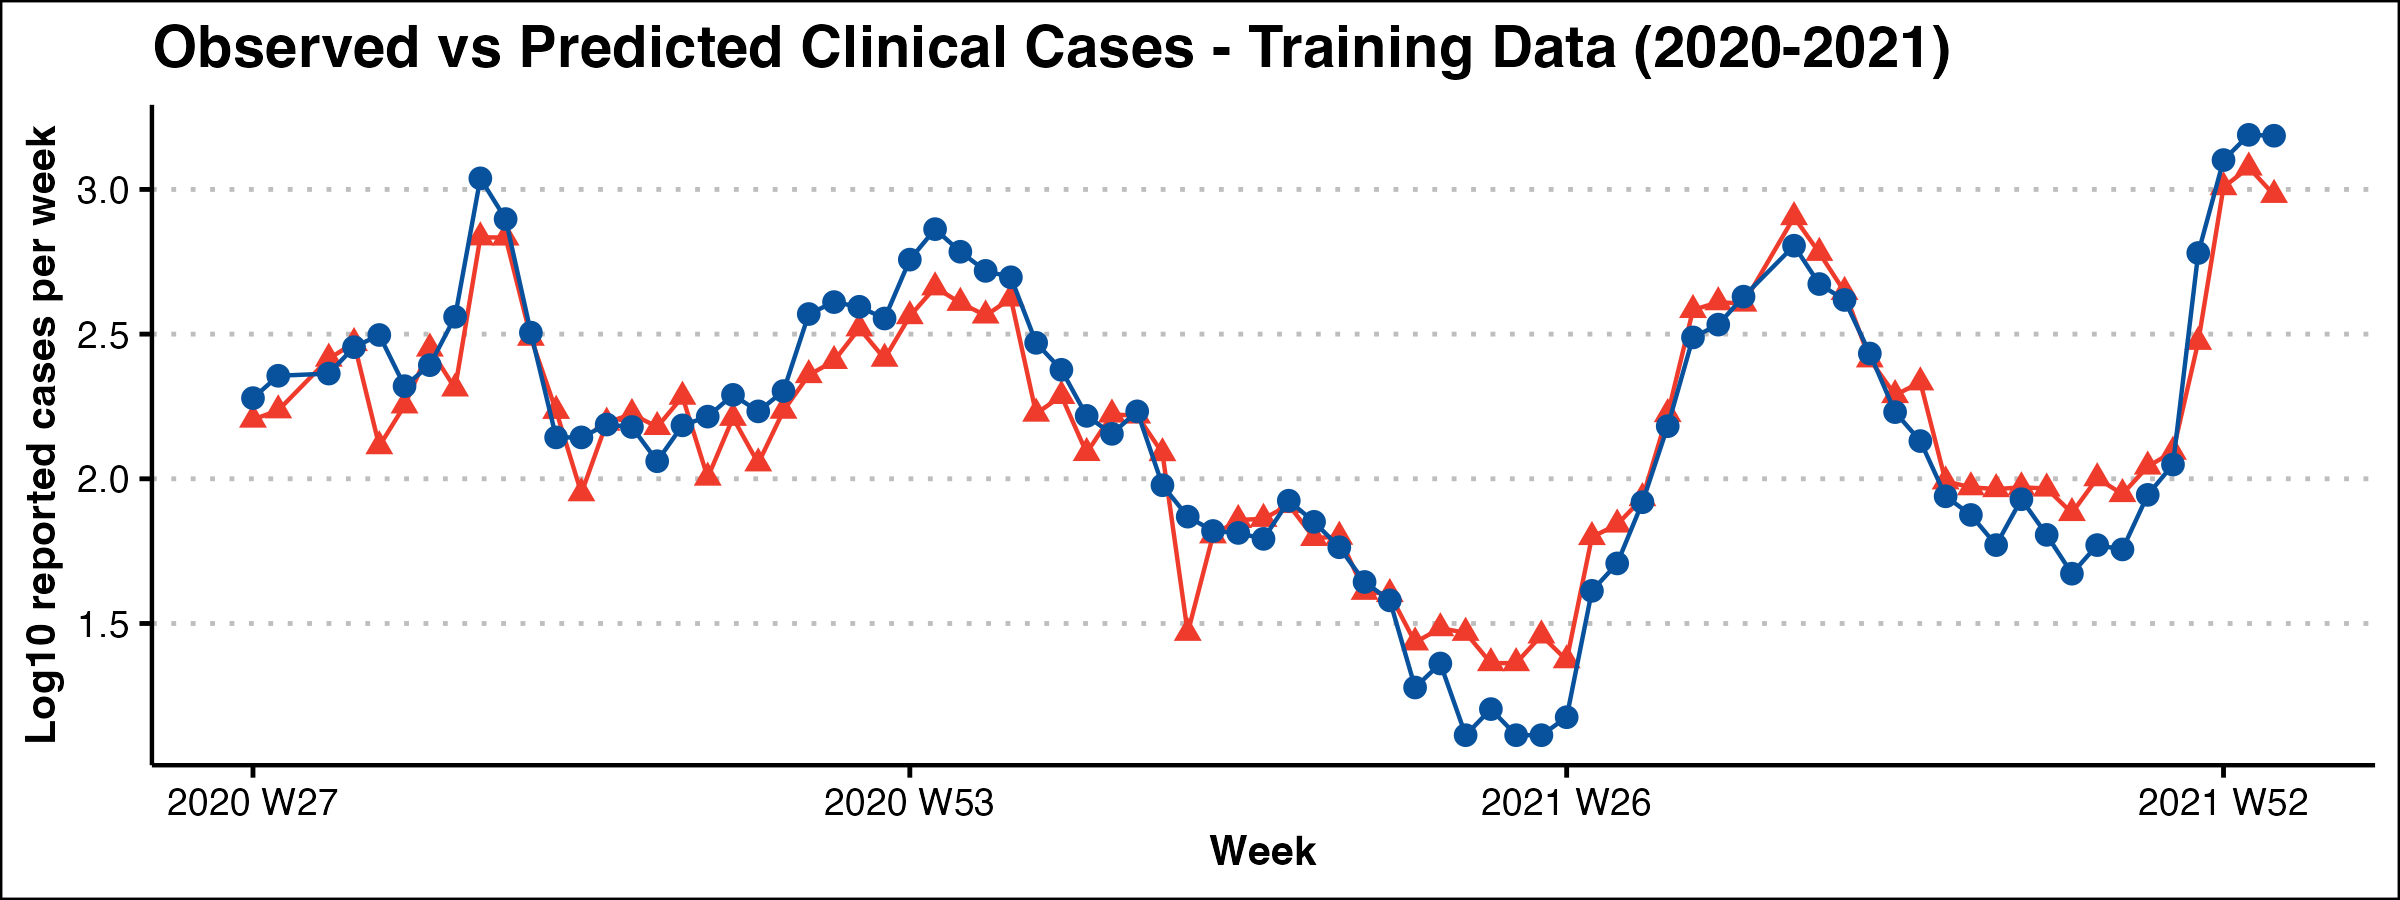 Observed vs Predicted Clinical Cases - Training Data (2020-2021)
Log10 reported cases per week
3.0
2.5
2.0
1.5
2020 W27
2020 W53
2021 W26
2021 W52
Week